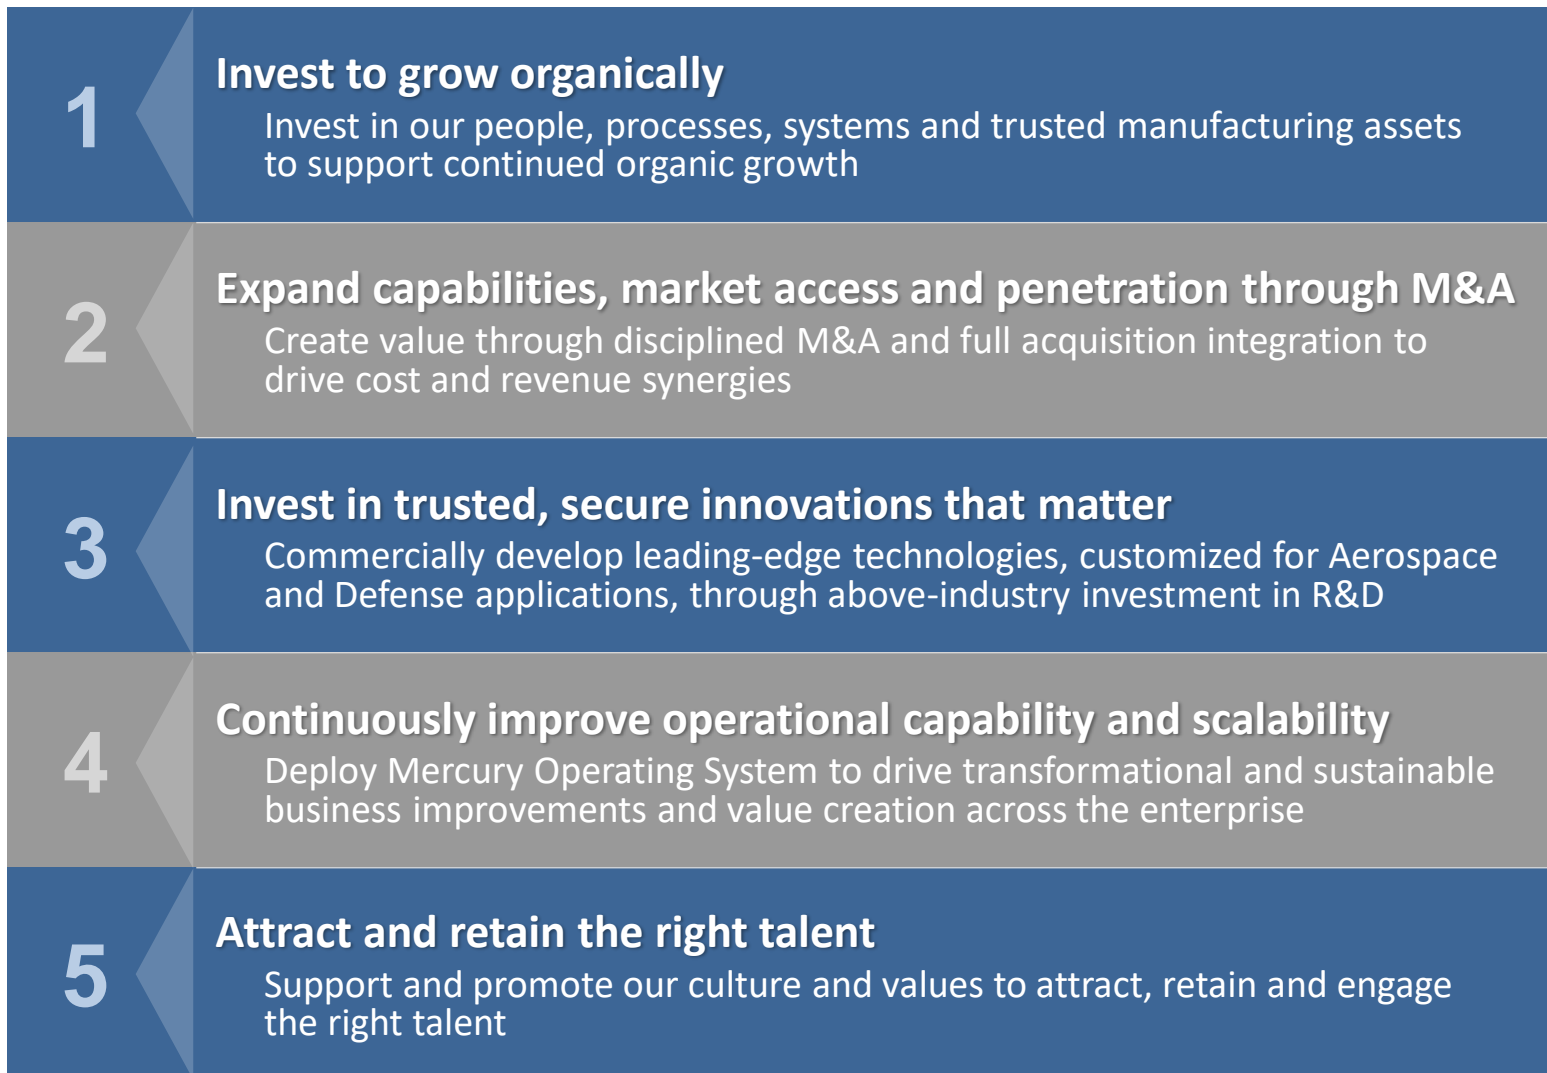 1
Invest to grow organically
Invest in our people, processes, systems and trusted manufacturing assets
to support continued organic growth
2
Expand capabilities, market access and penetration through M&A
Create value through disciplined M&A and full acquisition integration to
drive cost and revenue synergies
3
Invest in trusted, secure innovations that matter
Commercially develop leading-edge technologies, customized for Aerospace
and Defense applications, through above-industry investment in R&D
4
Continuously improve operational capability and scalability
Deploy Mercury Operating System to drive transformational and sustainable
business improvements and value creation across the enterprise
5
Attract and retain the right talent
Support and promote our culture and values to attract, retain and engage
the right talent